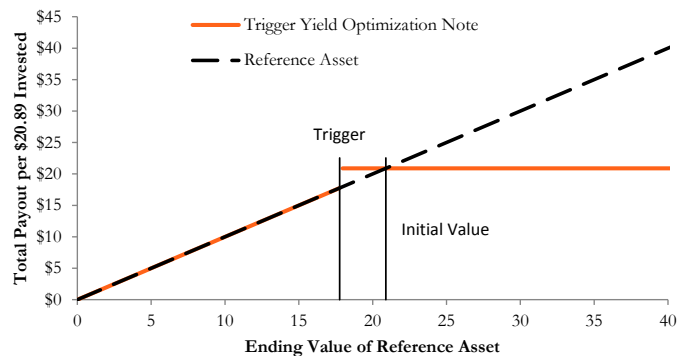 Total Payout per $20.89 Invested
$45
$40
$35
$30
$25
$20
$15
$10
$5
$0
Trigger Yield Optimization Note
Reference Asset
Trigger
Initial Value
0 5 10 15 20 25 30 35 40
Ending Value of Reference Asset